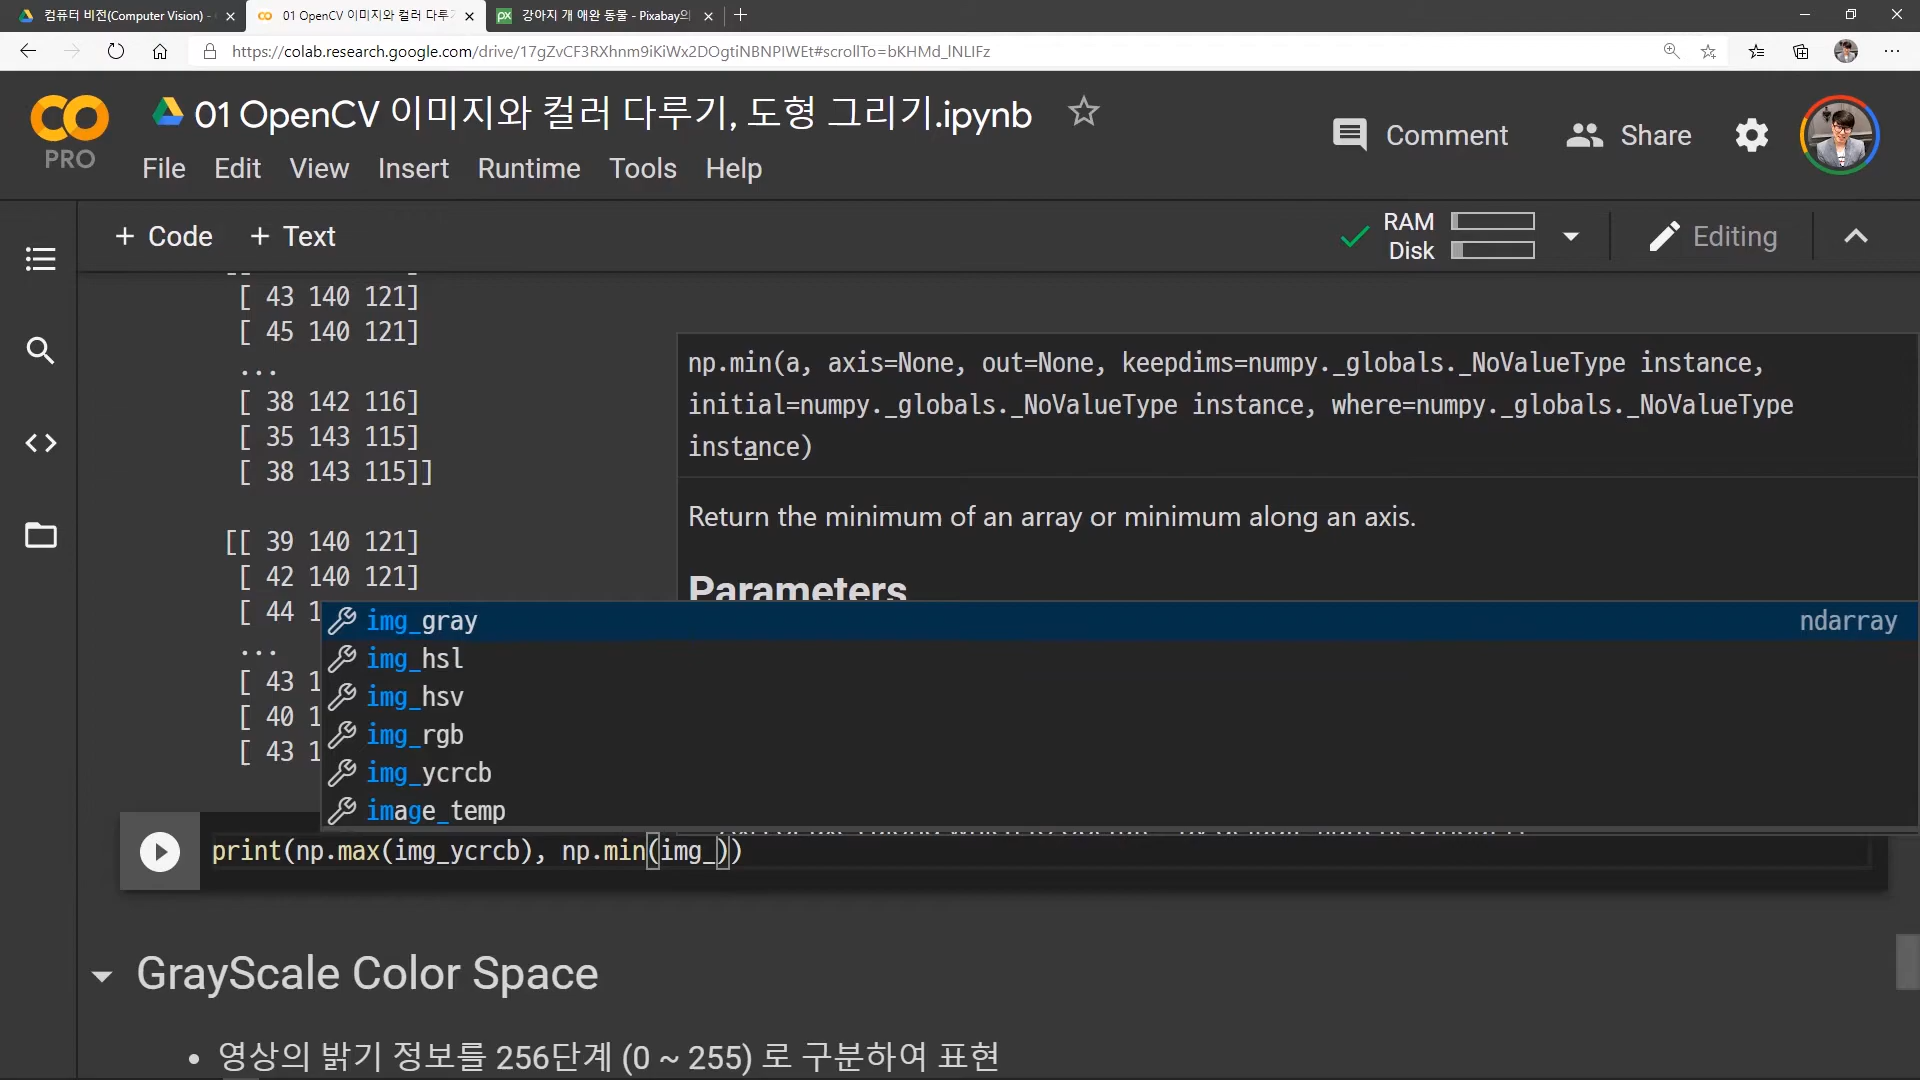 컴퓨터 비전(Computer Vision) -
01 OpenCV 이미지와 컬러 다루기
강아지 개 애완 동물 - Pixabay의
https://colab.research.google.com/drive/17gZvCF3RXhnm9iKiWx2DOgtiNBNPIWEt#scrollTo=bKHMd_lNLIFz
CO
PRO
01 OpenCV 이미지와 컬러 다루기, 도형 그리기.ipynb
Comment
Share
File Edit View Insert Runtime Tools Help
+ Code + Text
RAM
Disk
Editing
[ 43 140 121]
[ 45 140 121]
...
[ 38 142 116]
[ 35 143 115]
[ 38 143 115]]
[[ 39 140 121]
[ 42 140 121]
[ 44 1
...
[ 43 1
[ 40 1
[ 43 1
np.min(a, axis=None, out=None, keepdims=numpy._globals._NoValueType instance,
initial=numpy._globals._NoValueType instance, where=numpy._globals._NoValueType
instance)
Return the minimum of an array or minimum along an axis.
Parameters
img_gray ndarray
img_hsl
img_hsv
img_rgb
img_ycrcb
image_temp
print(np.max(img_ycrcb), np.min(img_))
GrayScale Color Space
• 영상의 밝기 정보를 256단계 (0 ~ 255) 로 구분하여 표현